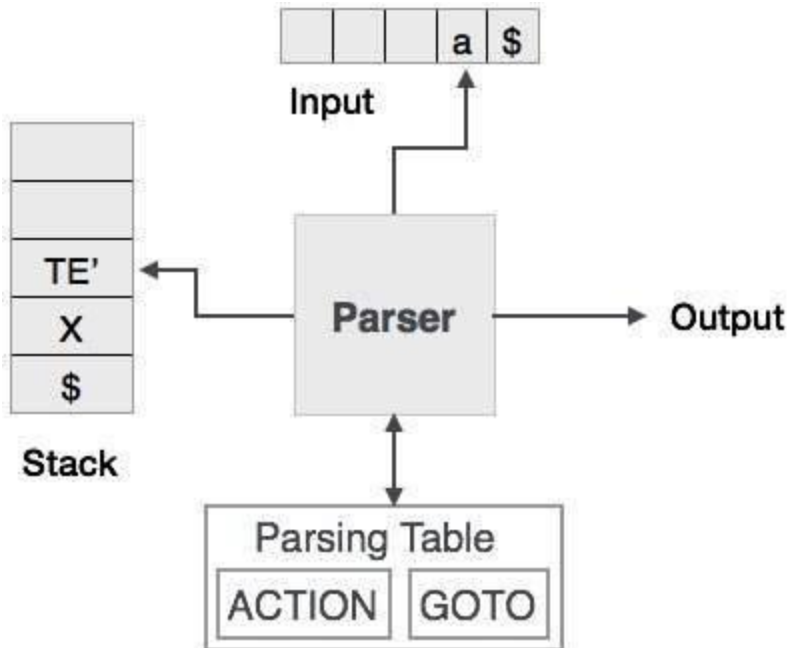 a $
Input
TE’
X
$
Stack
Parser
Output
Parsing Table
ACTION GOTO